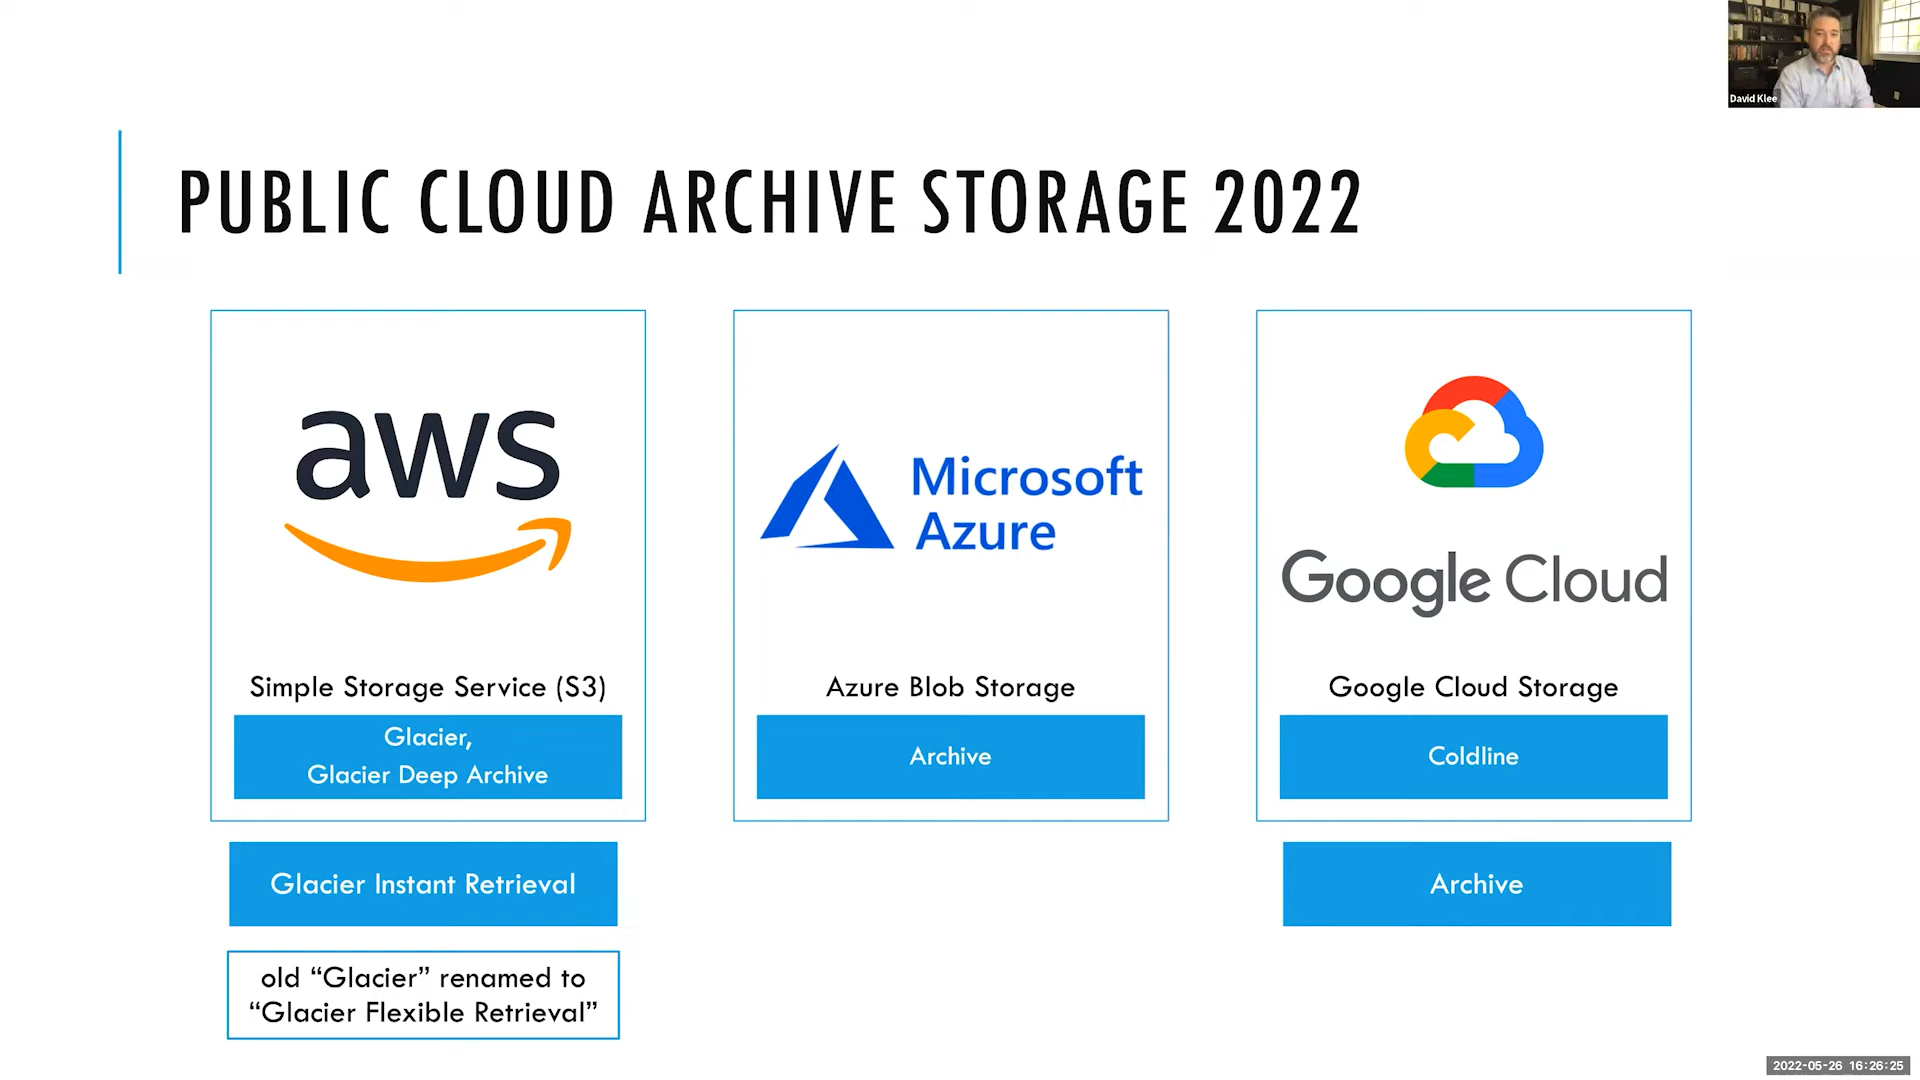 David Klee
PUBLIC CLOUD ARCHIVE STORAGE 2022
aws
Simple Storage Service (S3)
Glacier,
Glacier Deep Archive
Glacier Instant Retrieval
old “Glacier” renamed to
“Glacier Flexible Retrieval”
Microsoft
Azure
Azure Blob Storage
Archive
Google Cloud
Google Cloud Storage
Coldline
Archive
2022-05-26 16:26:25